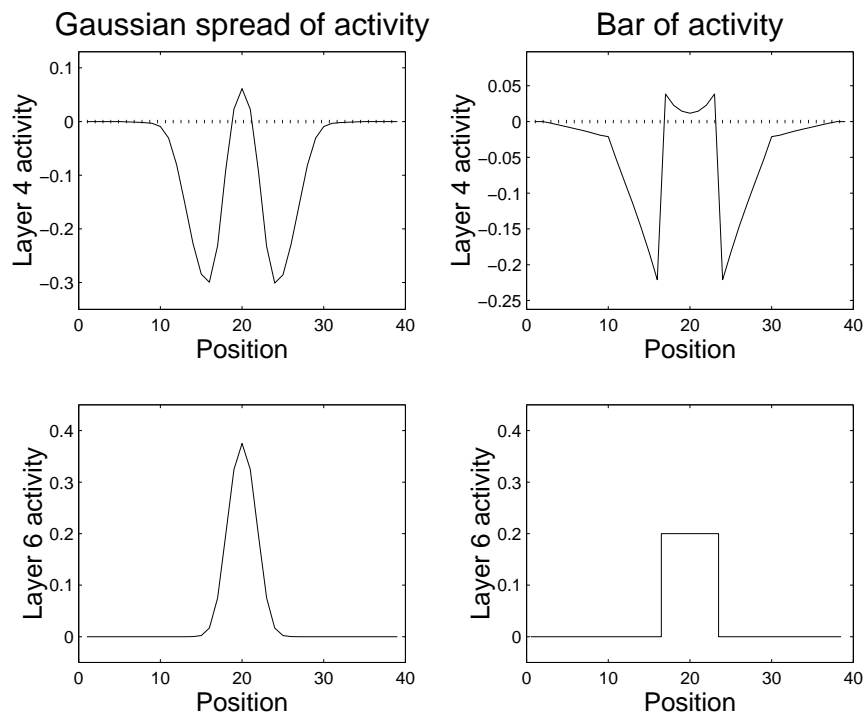 Gaussian spread of activity
Bar of activity
Layer 4 activity
0.1
0
−0.1
−0.2
−0.3
0 10 20 30 40
Position
Layer 4 activity
0.05
0
−0.05
−0.1
−0.15
−0.2
−0.25
0 10 20 30 40
Position
Layer 6 activity
0.4
0.3
0.2
0.1
0
0 10 20 30 40
Position
Layer 6 activity
0.4
0.3
0.2
0.1
0
0 10 20 30 40
Position